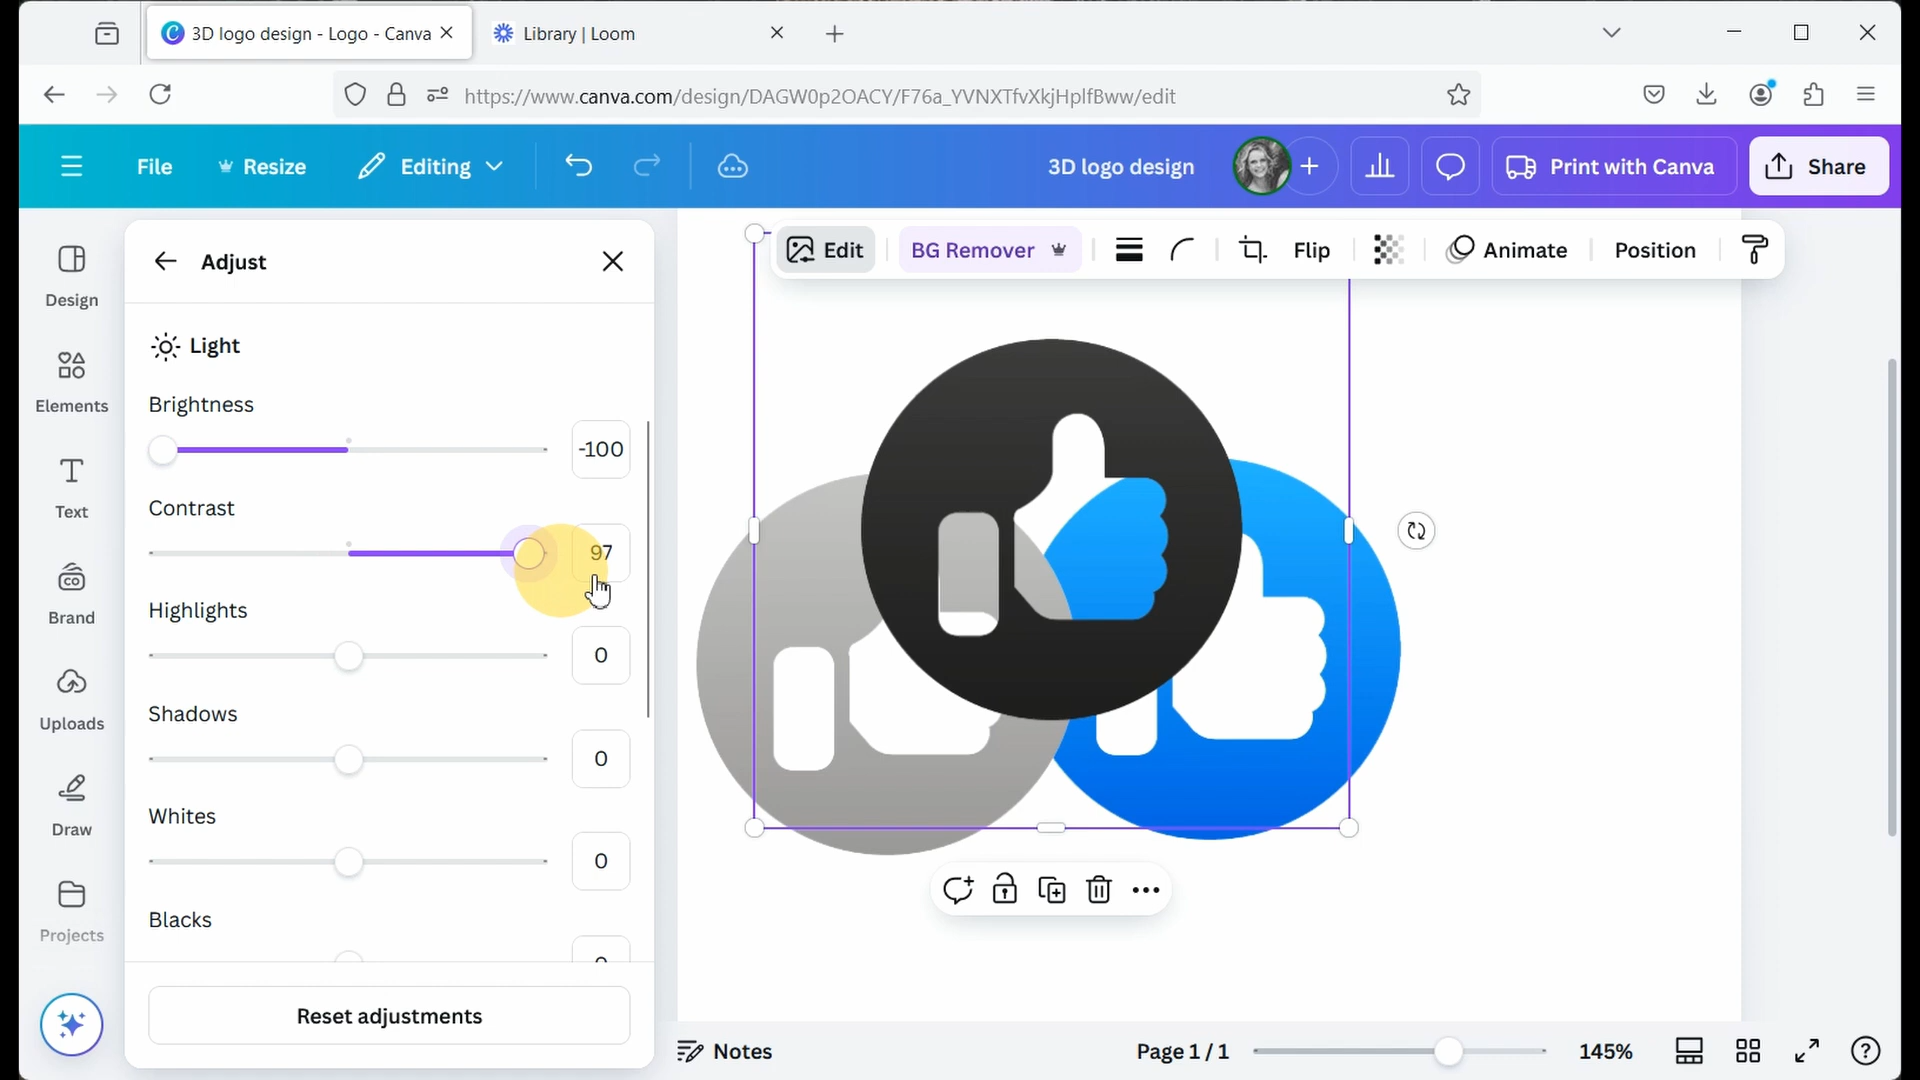 3D logo design - Logo - Canva
Library | Loom
https://www.canva.com/design/DAGW0p2OACY/F76a_YVNXTfvXkjHplfBww/edit
File
Resize
Editing
3D logo design
Print with Canva
Share
Design
Elements
Text
Brand
Uploads
Draw
Projects
Adjust
Light
Brightness
-100
Contrast
97
Highlights
0
Shadows
0
Whites
0
Blacks
Reset adjustments
Edit
BG Remover
Flip
Animate
Position
Notes
Page 1 / 1
145%